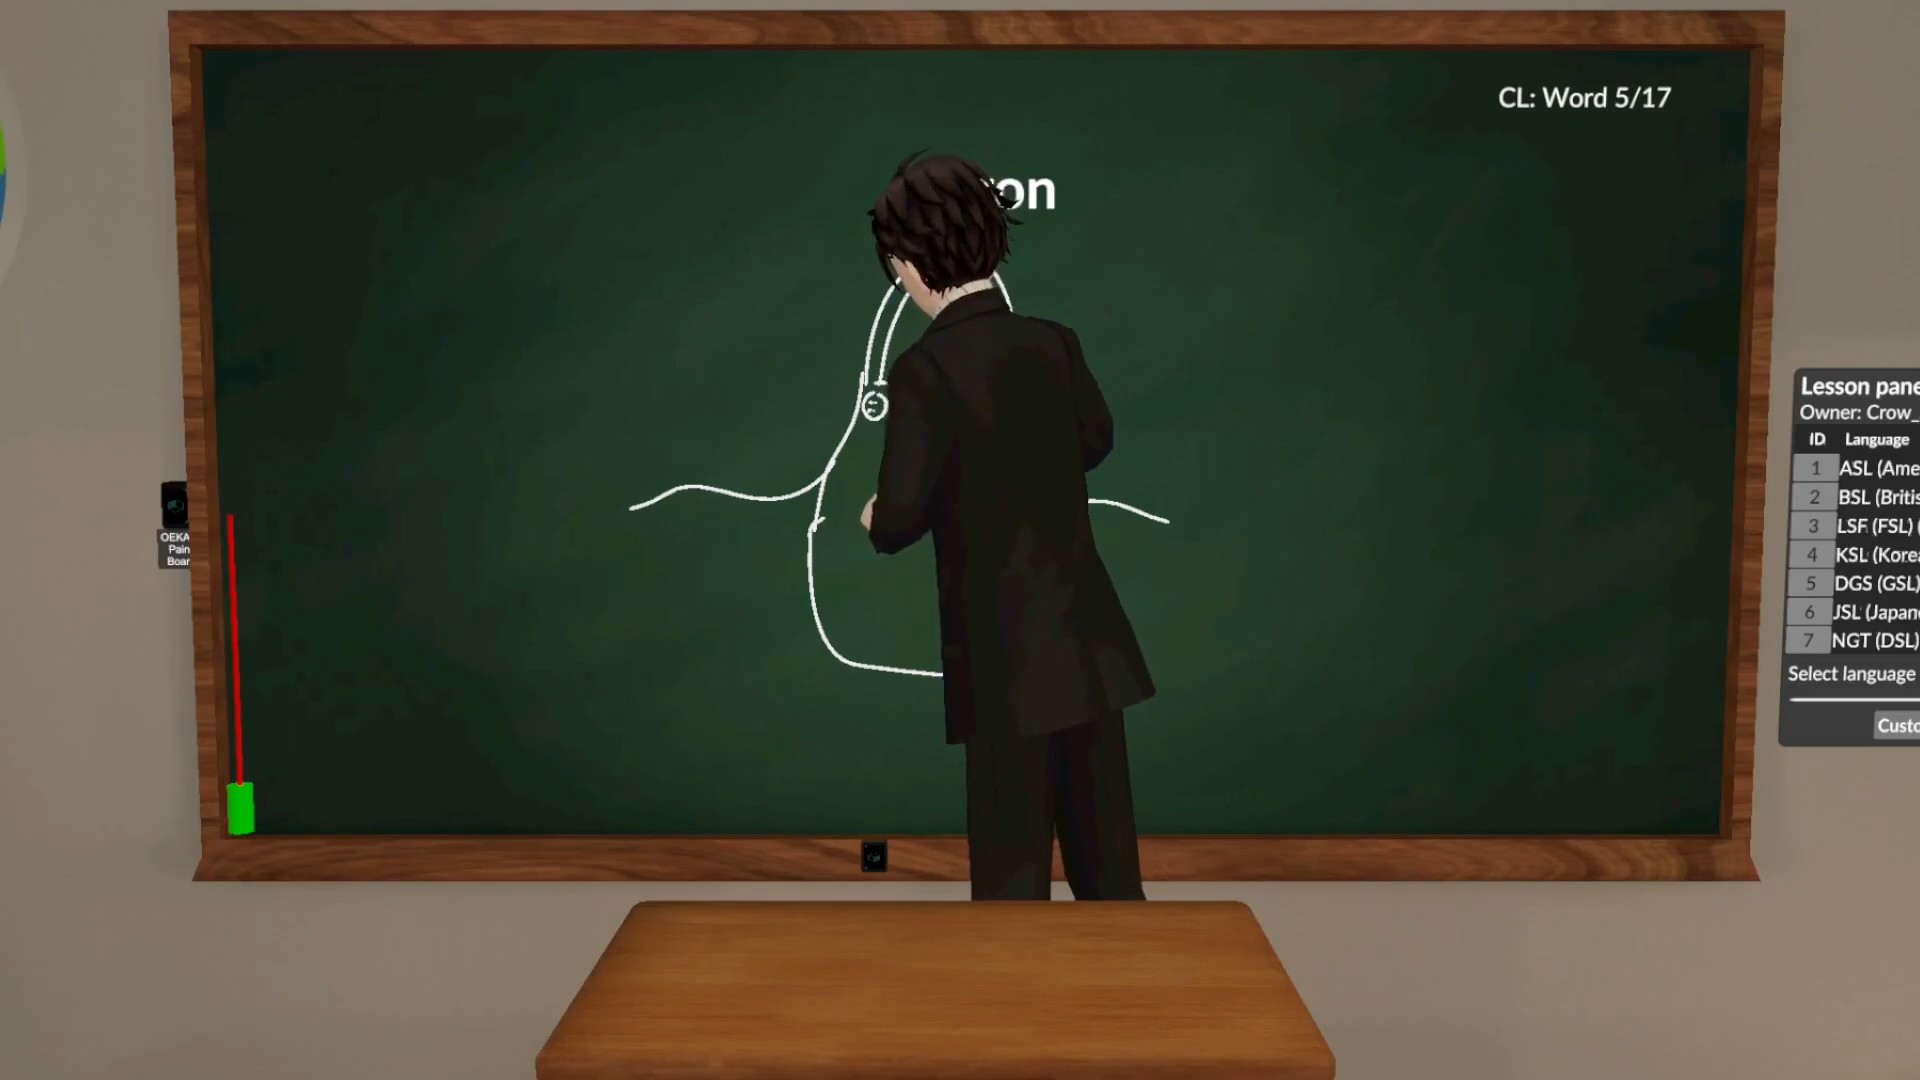 CL: Word 5/17
on
OEKA
Pain
Boar
Lesson pane
Owner: Crow_
ID Language
1 ASL (Ame
2 BSL (Britis
3 LSF (FSL) (
4 KSL (Korea
5 DGS (GSL)
6 JSL (Japan
7 NGT (DSL)
Select language
Custo